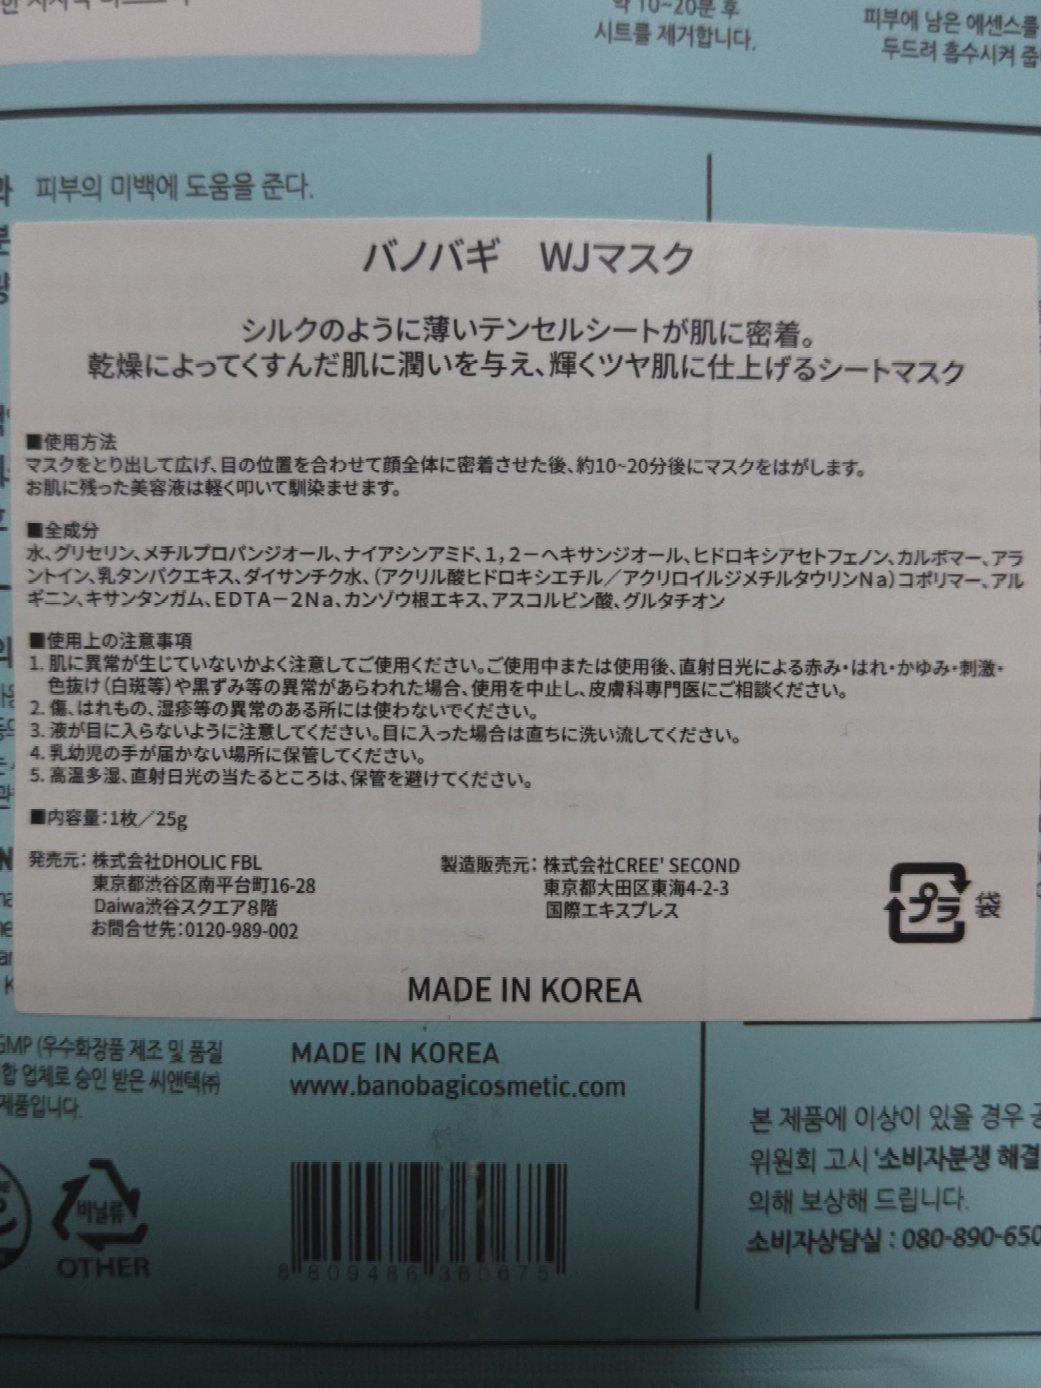 약 10~20분 후
시트를 제거합니다.
피부에 남은 에센스를
두드려 흡수시켜
피부의 미백에 도움을 준다.
バノバギ　WJマスク
シルクのように薄いテンセルシートが肌に密着。
乾燥によってくすんだ肌に潤いを与え、輝くツヤ肌に仕上げるシートマスク
■使用方法
マスクをとり出して広げ、目の位置を合わせて顔全体に密着させた後、約10~20分後にマスクをはがします。
お肌に残った美容液は軽く叩いて馴染ませます。
■全成分
水、グリセリン、メチルプロパンジオール、ナイアシンアミド、１，２－ヘキサンジオール、ヒドロキシアセトフェノン、カルボマー、アラ
ントイン、乳タンパクエキス、ダイサンチク水、（アクリル酸ヒドロキシエチル／アクリロイルジメチルタウリンＮａ）コポリマー、アル
ギニン、キサンタンガム、ＥＤＴＡ－２Ｎａ、カンゾウ根エキス、アスコルビン酸、グルタチオン
■使用上の注意事項
1. 肌に異常が生じていないかよく注意してご使用ください。ご使用中または使用後、直射日光による赤み・はれ・かゆみ・刺激・
色抜け（白斑等）や黒ずみ等の異常があらわれた場合、使用を中止し、皮膚科専門医にご相談ください。
2. 傷、はれもの、湿疹等の異常のある所には使わないでください。
3. 液が目に入らないように注意してください。目に入った場合は直ちに洗い流してください。
4. 乳幼児の手が届かない場所に保管してください。
5. 高温多湿、直射日光の当たるところは、保管を避けてください。
■内容量：1枚／25g
発売元： 株式会社DHOLIC FBL
東京都渋谷区南平台町16-28
Daiwa渋谷スクエア８階
お問合せ先：0120-989-002
製造販売元： 株式会社CREE' SECOND
東京都大田区東海4-2-3
国際エキスプレス
プラ 袋
MADE IN KOREA
GMP (우수화장품 제조 및 품질
합 업체로 승인 받은 씨앤텍㈜
제품입니다.
MADE IN KOREA
www.banobagicosmetic.com
비닐류
OTHER
8 809486 360675
본 제품에 이상이 있을 경우
위원회 고시 '소비자분쟁 해결
의해 보상해 드립니다.
소비자상담실 : 080-890-650